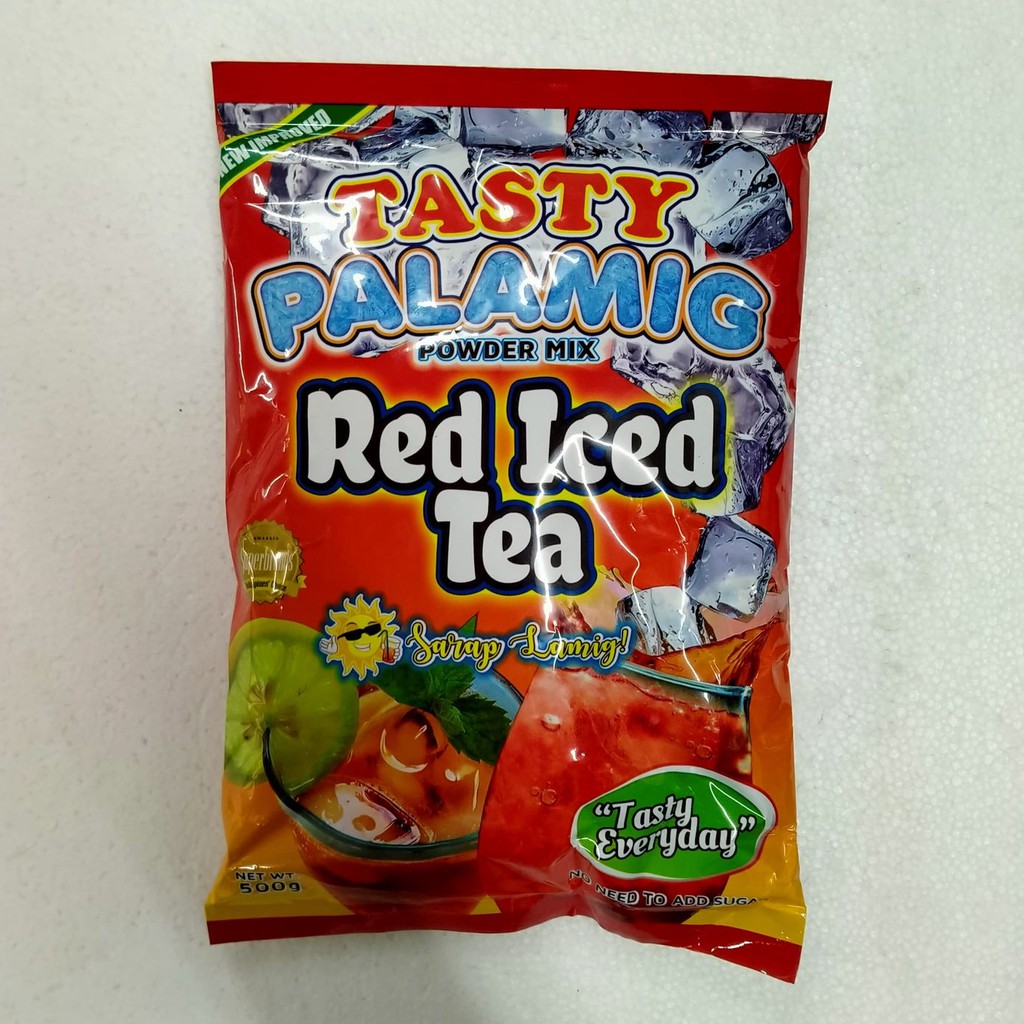 NEW IMPROVED
TASTY
PALAMIG
POWDER MIX
Red Iced
Tea
Sarap Lamig!
"Tasty
Everyday"
NET WT
500g
NO NEED TO ADD